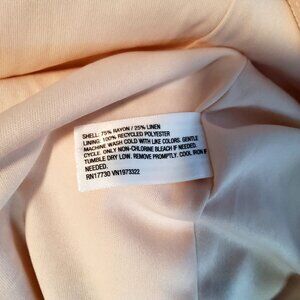 SHELL: 75% RAYON / 25% LINEN
LINING: 100% RECYCLED POLYESTER
MACHINE WASH COLD WITH LIKE COLORS. GENTLE
CYCLE. ONLY NON-CHLORINE BLEACH IF NEEDED.
TUMBLE DRY LOW. REMOVE PROMPTLY. COOL IRON IF
NEEDED.
RN17730 VN1973322